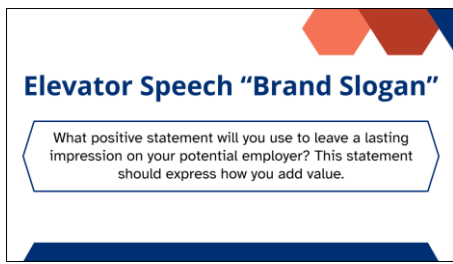 Elevator Speech “Brand Slogan”
What positive statement will you use to leave a lasting
impression on your potential employer? This statement
should express how you add value.